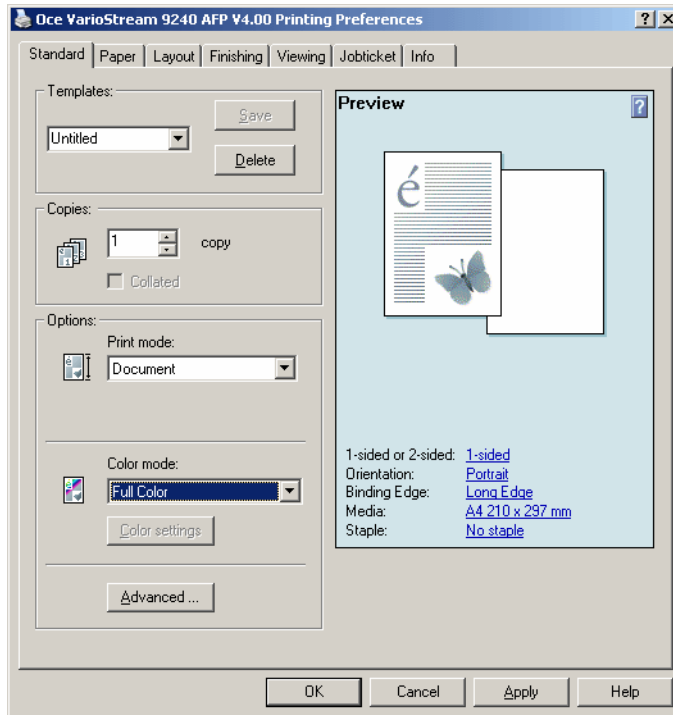 Oce VarioStream 9240 AFP V4.00 Printing Preferences
Standard Paper Layout Finishing Viewing Jobticket Info
Templates:
Untitled
Save
Delete
Copies:
1 copy
Collated
Options:
Print mode:
Document
Color mode:
Full Color
Color settings
Advanced ...
Preview
é
1-sided or 2-sided: 1-sided
Orientation: Portrait
Binding Edge: Long Edge
Media: A4 210 x 297 mm
Staple: No staple
OK Cancel Apply Help